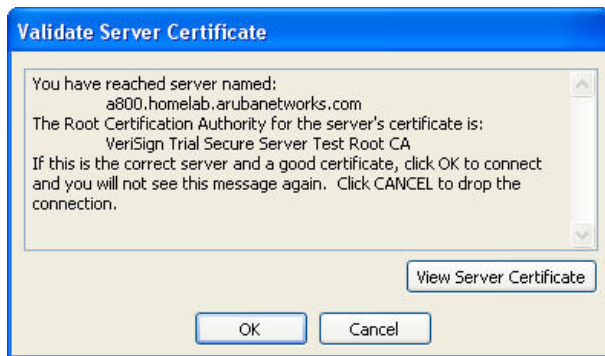 Validate Server Certificate
You have reached server named:
a800.homelab.arubanetworks.com
The Root Certification Authority for the server's certificate is:
VeriSign Trial Secure Server Test Root CA
If this is the correct server and a good certificate, click OK to connect
and you will not see this message again.  Click CANCEL to drop the
connection.
View Server Certificate
OK
Cancel